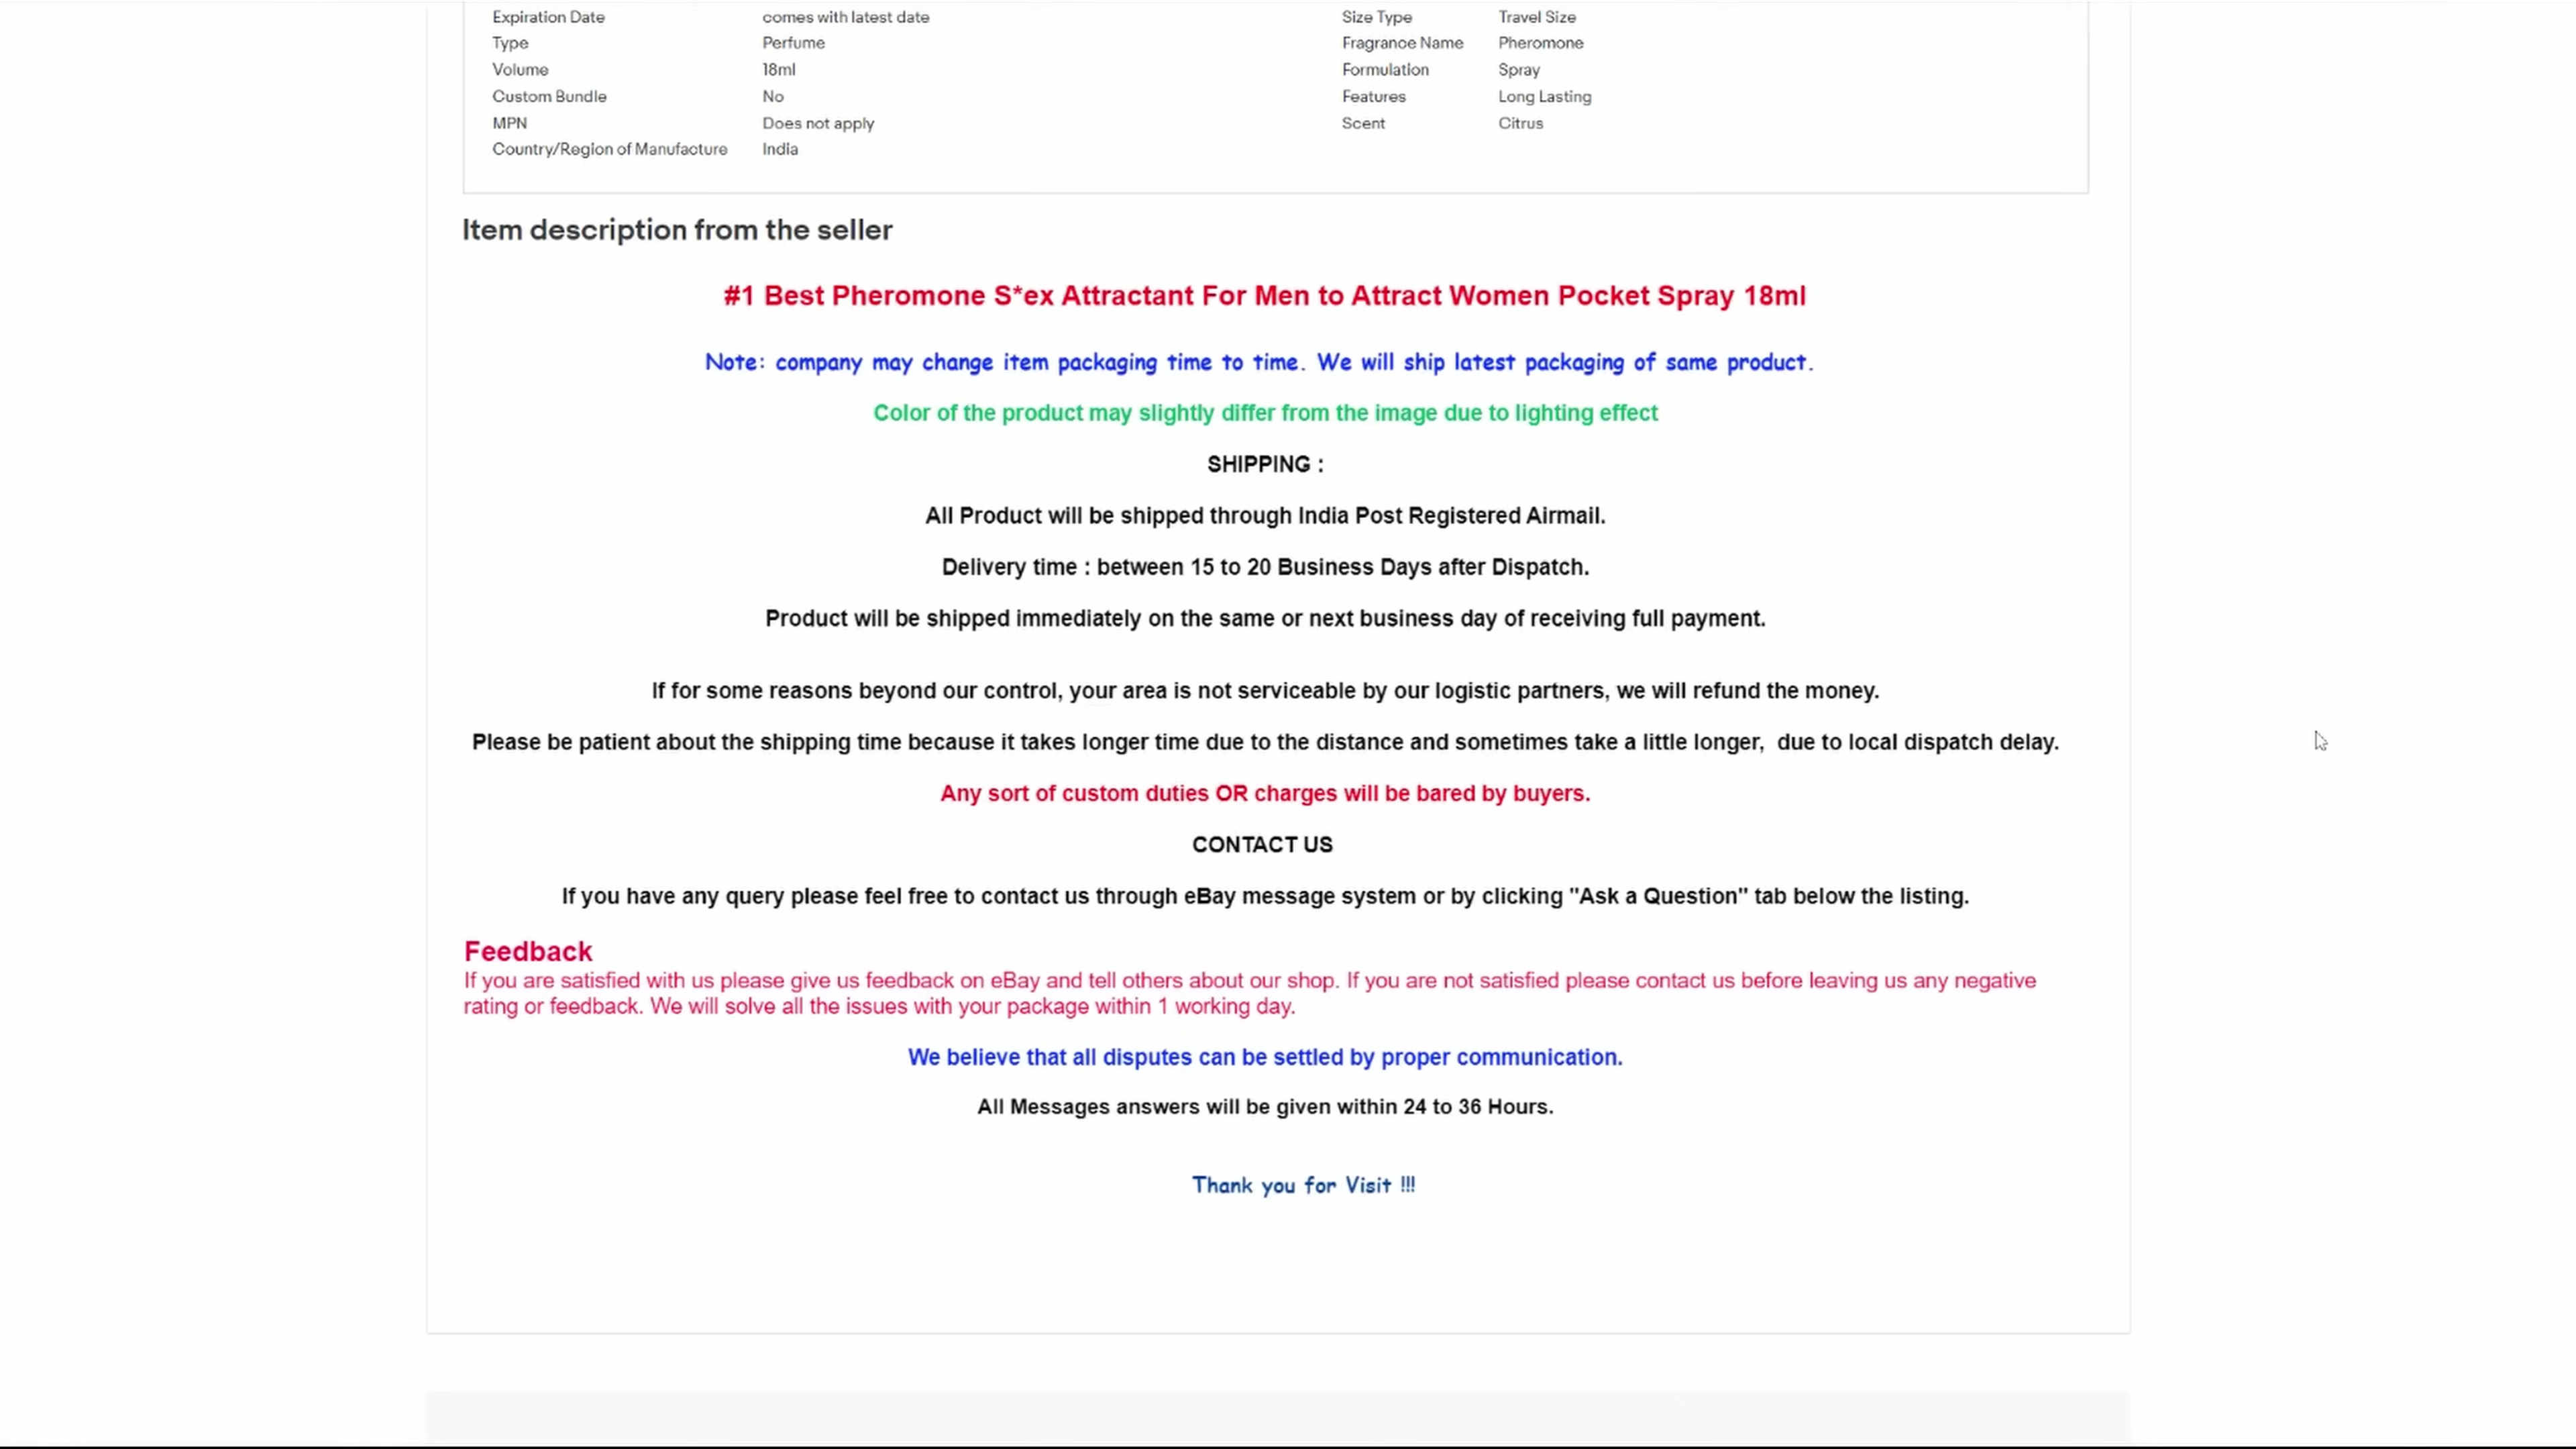 Expiration Date comes with latest date Size Type Travel Size
Type Perfume Fragrance Name Pheromone
Volume 18ml Formulation Spray
Custom Bundle No Features Long Lasting
MPN Does not apply Scent Citrus
Country/Region of Manufacture India
Item description from the seller
#1 Best Pheromone S*ex Attractant For Men to Attract Women Pocket Spray 18ml
Note: company may change item packaging time to time. We will ship latest packaging of same product.
Color of the product may slightly differ from the image due to lighting effect
SHIPPING :
All Product will be shipped through India Post Registered Airmail.
Delivery time : between 15 to 20 Business Days after Dispatch.
Product will be shipped immediately on the same or next business day of receiving full payment.
If for some reasons beyond our control, your area is not serviceable by our logistic partners, we will refund the money.
Please be patient about the shipping time because it takes longer time due to the distance and sometimes take a little longer,  due to local dispatch delay.
Any sort of custom duties OR charges will be bared by buyers.
CONTACT US
If you have any query please feel free to contact us through eBay message system or by clicking "Ask a Question" tab below the listing.
Feedback
If you are satisfied with us please give us feedback on eBay and tell others about our shop. If you are not satisfied please contact us before leaving us any negative
rating or feedback. We will solve all the issues with your package within 1 working day.
We believe that all disputes can be settled by proper communication.
All Messages answers will be given within 24 to 36 Hours.
Thank you for Visit !!!